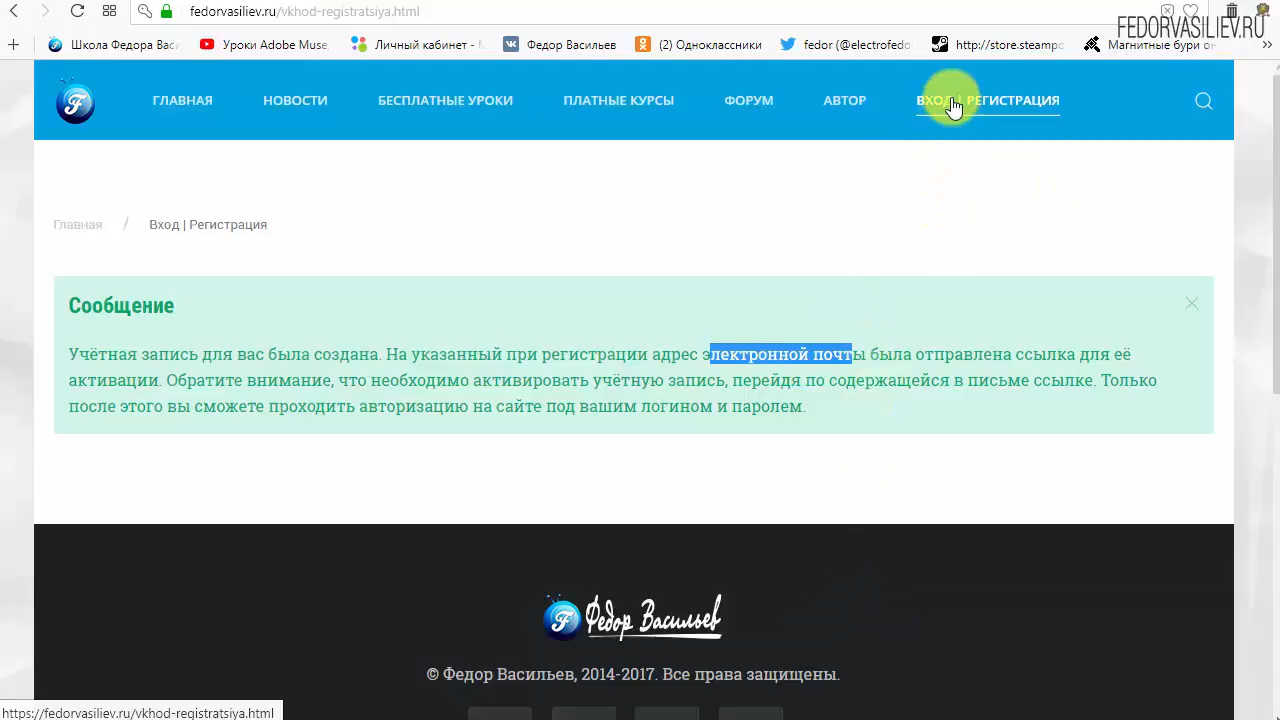 fedorvasiliev.ru/vkhod-registratsiya.html
FEDORVASILIEV.RU
Школа Федора Васи
Уроки Adobe Muse,
Личный кабинет -
Федор Васильев
(2) Одноклассники
fedor (@electrofedo
http://store.steampo
Магнитные бури он
ГЛАВНАЯ
НОВОСТИ
БЕСПЛАТНЫЕ УРОКИ
ПЛАТНЫЕ КУРСЫ
ФОРУМ
АВТОР
ВХОД | РЕГИСТРАЦИЯ
Главная / Вход | Регистрация
Сообщение
Учётная запись для вас была создана. На указанный при регистрации адрес электронной почты была отправлена ссылка для её
активации. Обратите внимание, что необходимо активировать учётную запись, перейдя по содержащейся в письме ссылке. Только
после этого вы сможете проходить авторизацию на сайте под вашим логином и паролем.
Федор Васильев
© Федор Васильев, 2014-2017. Все права защищены.
https://fedorvasiliev.ru/vkhod-registratsiya.html